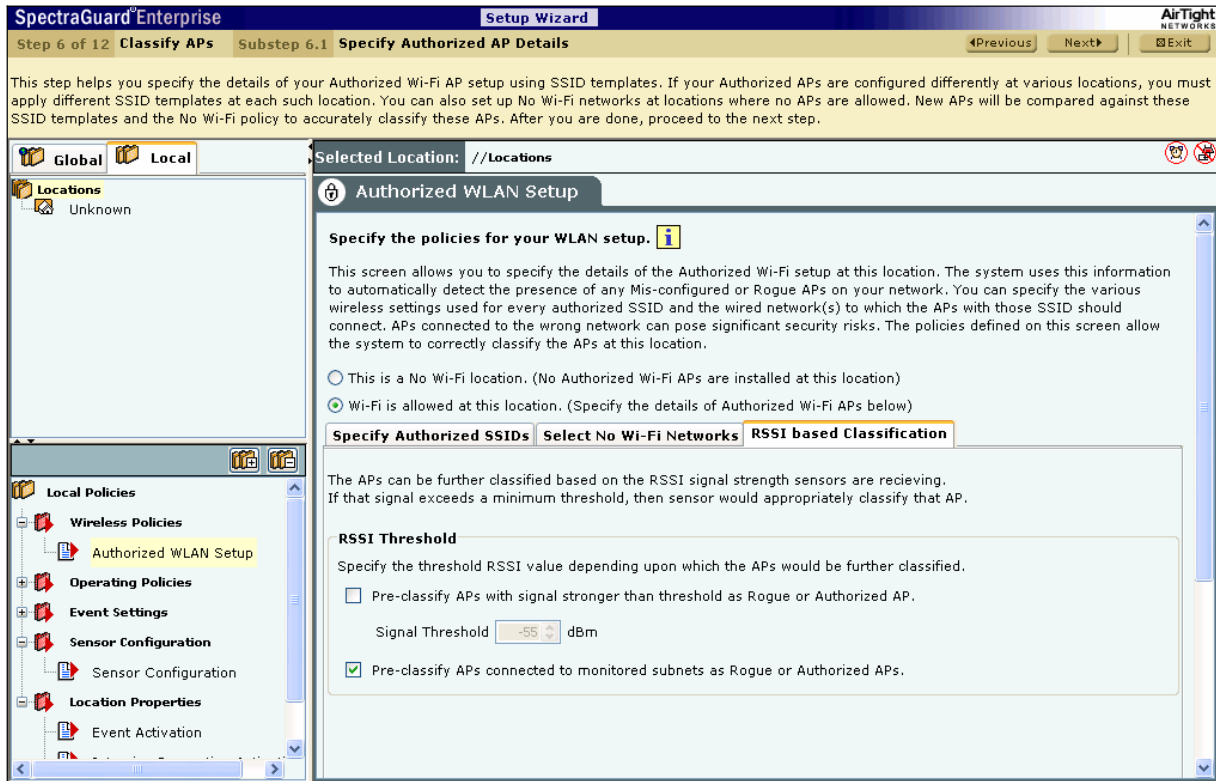 SpectraGuard®Enterprise
Setup Wizard
AirTight
NETWORKS
Step 6 of 12 Classify APs Substep 6.1 Specify Authorized AP Details
Previous Next Exit
This step helps you specify the details of your Authorized Wi-Fi AP setup using SSID templates. If your Authorized APs are configured differently at various locations, you must
apply different SSID templates at each such location. You can also set up No Wi-Fi networks at locations where no APs are allowed. New APs will be compared against these
SSID templates and the No Wi-Fi policy to accurately classify these APs. After you are done, proceed to the next step.
Global Local
Locations
Unknown
Selected Location: //Locations
Authorized WLAN Setup
Specify the policies for your WLAN setup. i
This screen allows you to specify the details of the Authorized Wi-Fi setup at this location. The system uses this information
to automatically detect the presence of any Mis-configured or Rogue APs on your network. You can specify the various
wireless settings used for every authorized SSID and the wired network(s) to which the APs with those SSID should
connect. APs connected to the wrong network can pose significant security risks. The policies defined on this screen allow
the system to correctly classify the APs at this location.
This is a No Wi-Fi location. (No Authorized Wi-Fi APs are installed at this location)
Wi-Fi is allowed at this location. (Specify the details of Authorized Wi-Fi APs below)
Specify Authorized SSIDs Select No Wi-Fi Networks RSSI based Classification
The APs can be further classified based on the RSSI signal strength sensors are recieving.
If that signal exceeds a minimum threshold, then sensor would appropriately classify that AP.
RSSI Threshold
Specify the threshold RSSI value depending upon which the APs would be further classified.
Pre-classify APs with signal stronger than threshold as Rogue or Authorized AP.
Signal Threshold -55 dBm
Pre-classify APs connected to monitored subnets as Rogue or Authorized APs.
Local Policies
Wireless Policies
Authorized WLAN Setup
Operating Policies
Event Settings
Sensor Configuration
Sensor Configuration
Location Properties
Event Activation